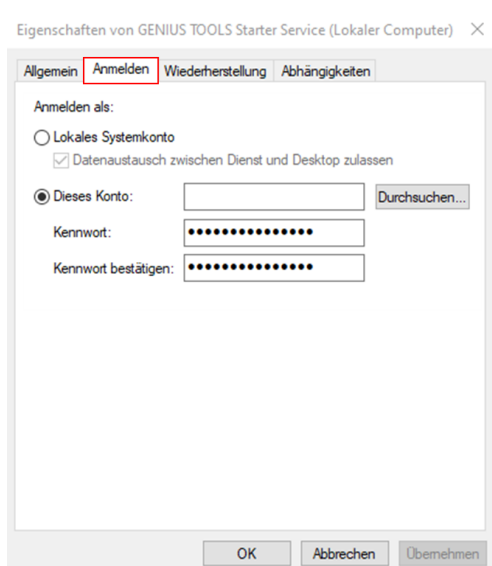 Eigenschaften von GENIUS TOOLS Starter Service (Lokaler Computer)
Allgemein Anmelden Wiederherstellung Abhängigkeiten
Anmelden als:
Lokales Systemkonto
Datenaustausch zwischen Dienst und Desktop zulassen
Dieses Konto: Durchsuchen...
Kennwort: •••••••••••••••
Kennwort bestätigen: •••••••••••••••
OK Abbrechen Übernehmen